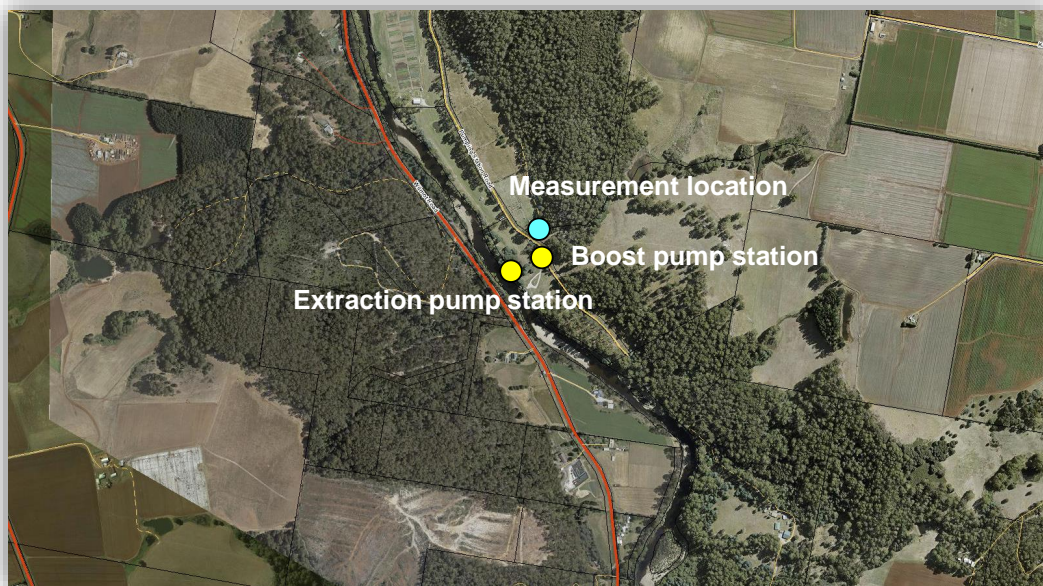 Measurement location
Boost pump station
Extraction pump station